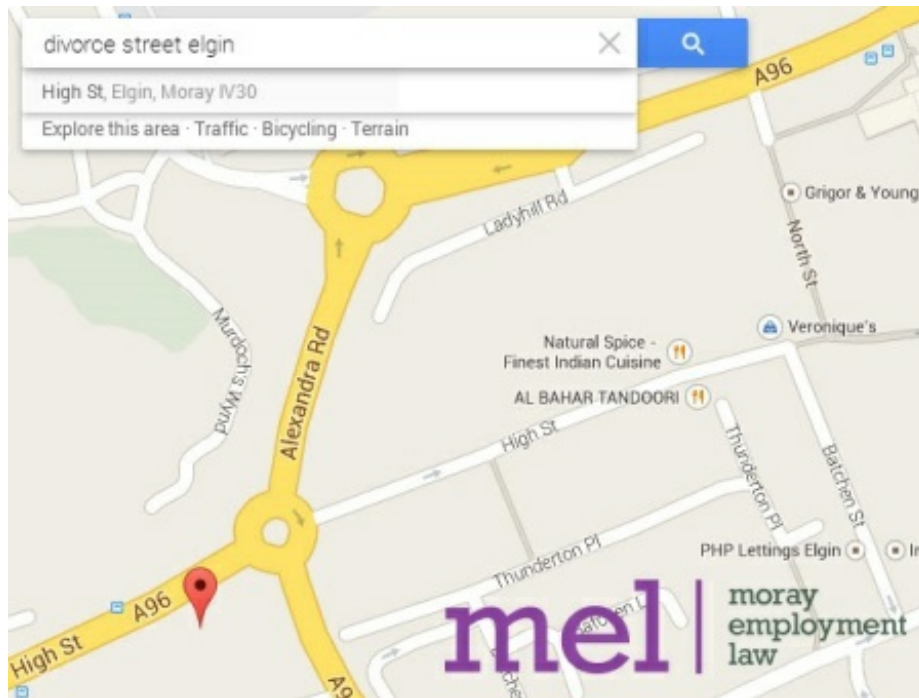 divorce street elgin
High St, Elgin, Moray IV30
Explore this area · Traffic · Bicycling · Terrain
A96
Ladyhill Rd
Grigor & Young
North St
Murdoch's Wynd
Alexandra Rd
Veronique's
Natural Spice -
Finest Indian Cuisine
AL BAHAR TANDOORI
High St
Thunderton Pl
Batchen St
PHP Lettings Elgin
Thunderton Pl
A96
High St
mel
moray
employment
law